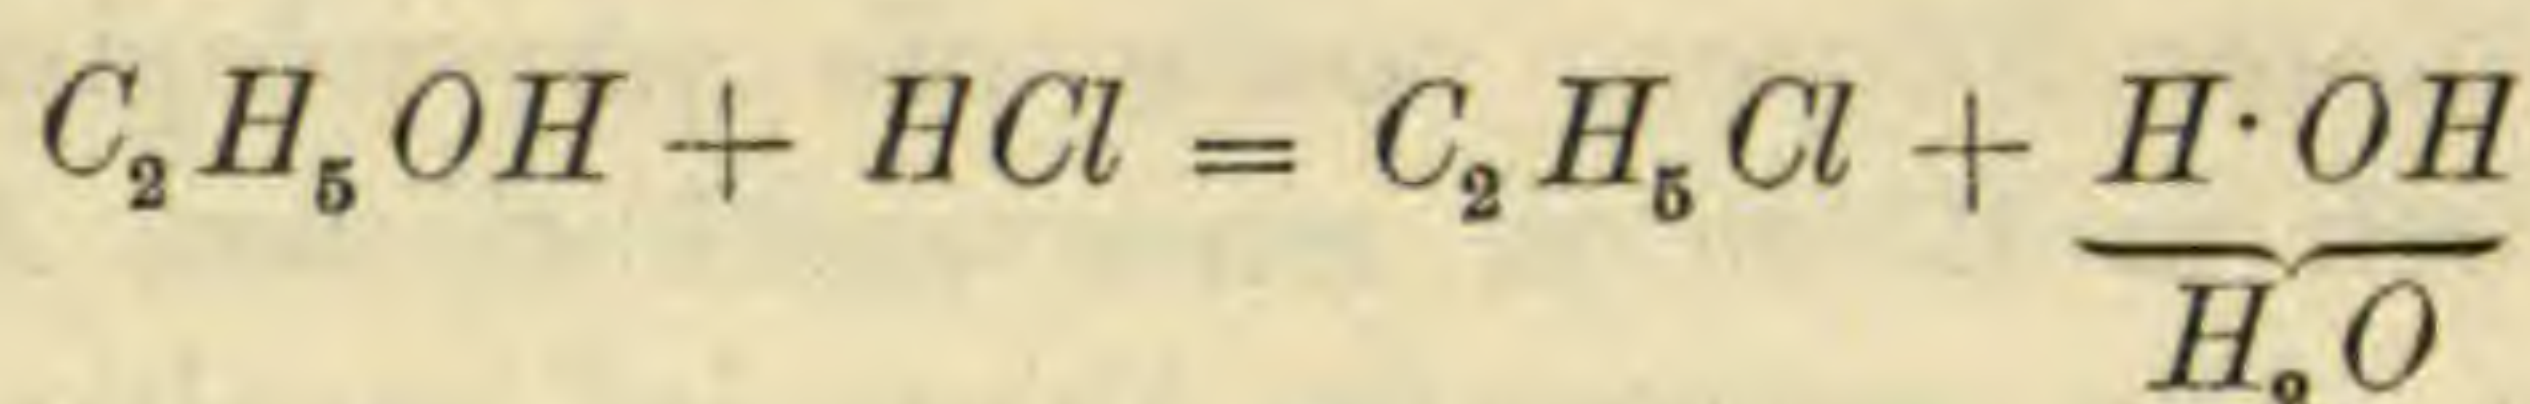 C₂H₅OH + HCl = C₂H₅Cl + H·OH
H₂O